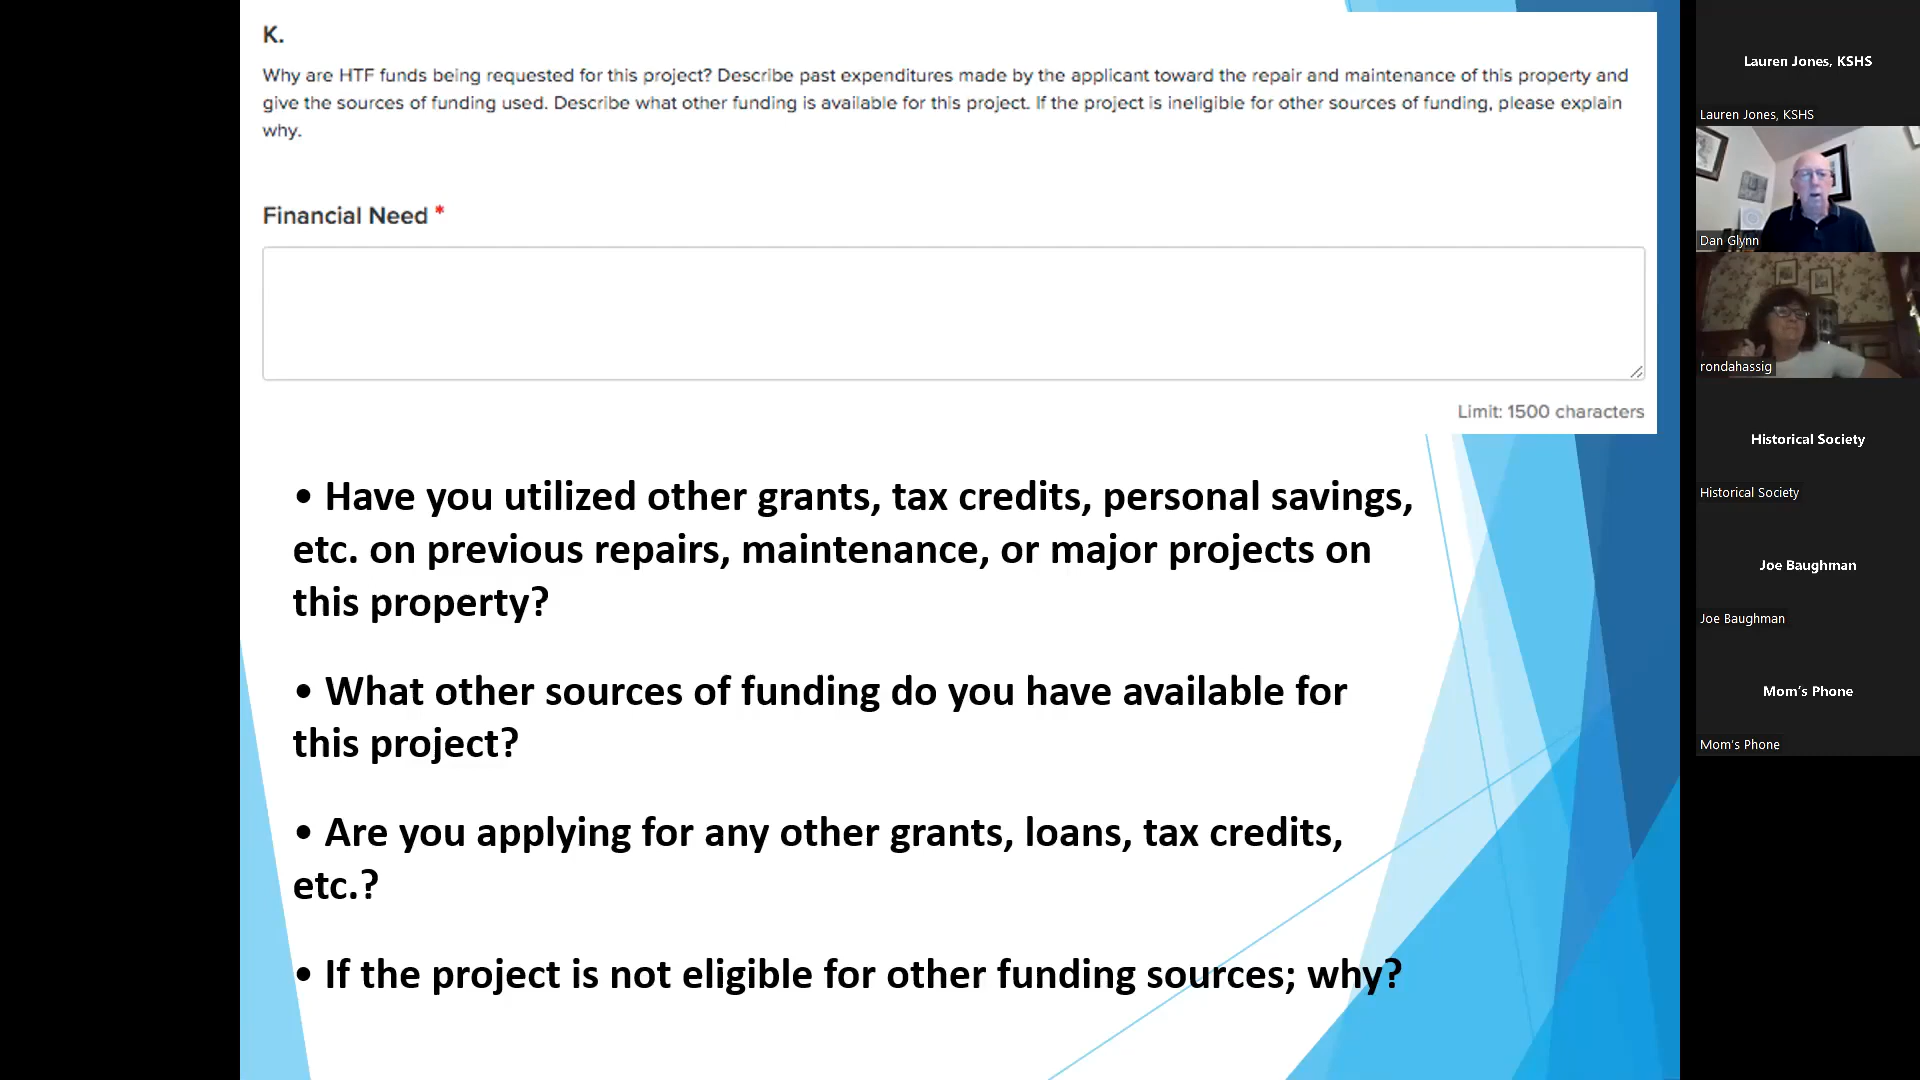 K.
Why are HTF funds being requested for this project? Describe past expenditures made by the applicant toward the repair and maintenance of this property and
give the sources of funding used. Describe what other funding is available for this project. If the project is ineligible for other sources of funding, please explain
why.
Financial Need *
Limit: 1500 characters
• Have you utilized other grants, tax credits, personal savings,
etc. on previous repairs, maintenance, or major projects on
this property?
• What other sources of funding do you have available for
this project?
• Are you applying for any other grants, loans, tax credits,
etc.?
• If the project is not eligible for other funding sources; why?
Lauren Jones, KSHS
Lauren Jones, KSHS
Dan Glynn
rondahassig
Historical Society
Historical Society
Joe Baughman
Joe Baughman
Mom's Phone
Mom's Phone